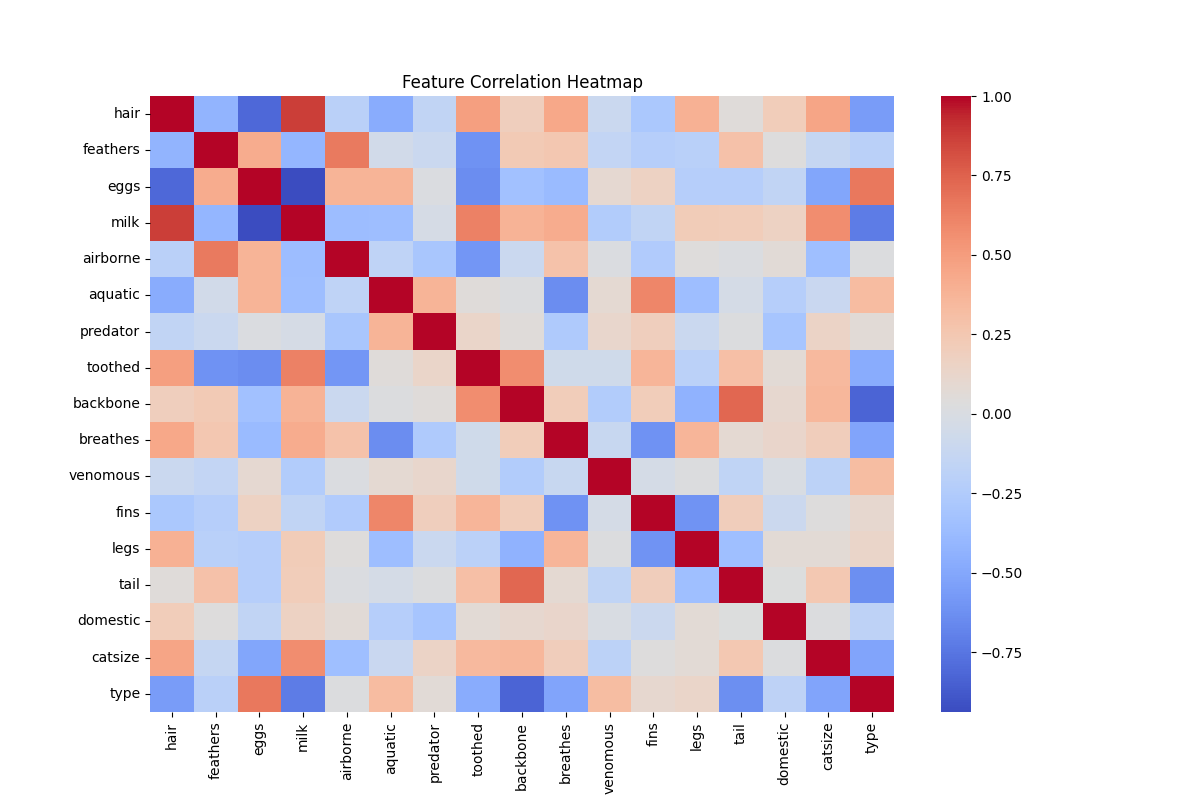 Feature Correlation Heatmap
hair
feathers
eggs
milk
airborne
aquatic
predator
toothed
backbone
breathes
venomous
fins
legs
tail
domestic
catsize
type
hair
feathers
eggs
milk
airborne
aquatic
predator
toothed
backbone
breathes
venomous
fins
legs
tail
domestic
catsize
type
1.00
0.75
0.50
0.25
0.00
−0.25
−0.50
−0.75